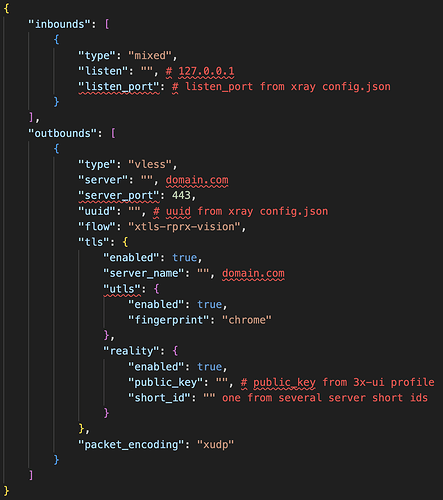 {
    "inbounds": [
        {
            "type": "mixed",
            "listen": "", # 127.0.0.1
            "listen_port": # listen_port from xray config.json
        }
    ],
    "outbounds": [
        {
            "type": "vless",
            "server": "", domain.com
            "server_port": 443,
            "uuid": "", # uuid from xray config.json
            "flow": "xtls-rprx-vision",
            "tls": {
                "enabled": true,
                "server_name": "", domain.com
                "utls": {
                    "enabled": true,
                    "fingerprint": "chrome"
                },
                "reality": {
                    "enabled": true,
                    "public_key": "", # public_key from 3x-ui profile
                    "short_id": "" one from several server short ids
                }
            },
            "packet_encoding": "xudp"
        }
    ]
}